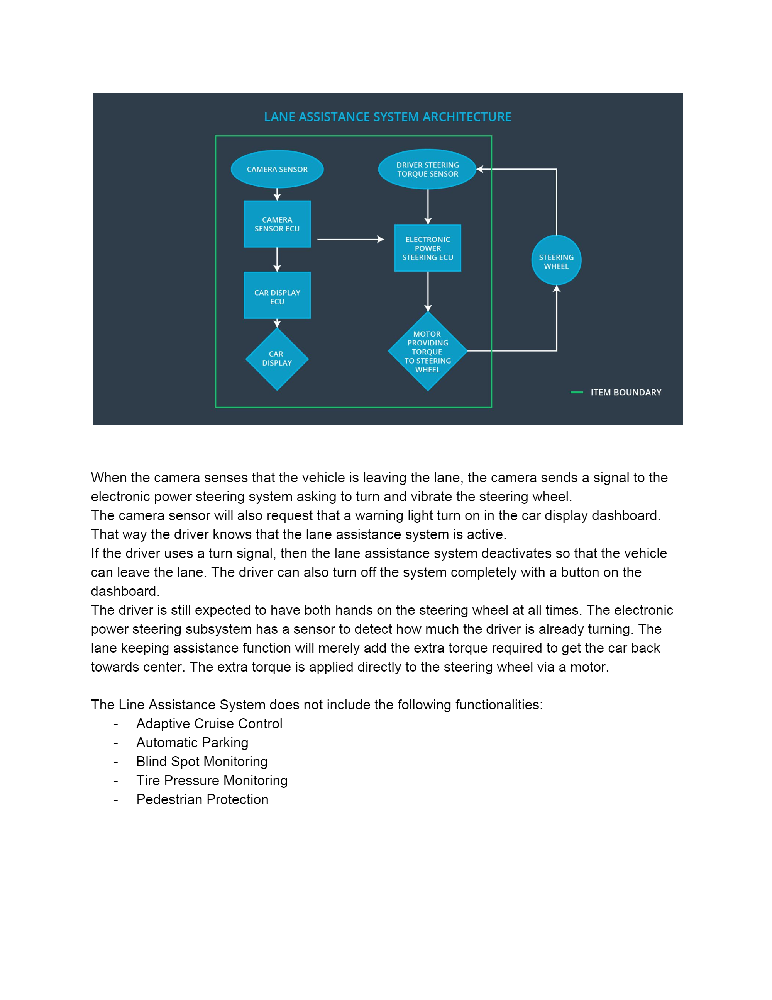 LANE ASSISTANCE SYSTEM ARCHITECTURE
CAMERA SENSOR
DRIVER STEERING
TORQUE SENSOR
CAMERA
SENSOR ECU
ELECTRONIC
POWER
STEERING ECU
STEERING
WHEEL
CAR DISPLAY
ECU
MOTOR
PROVIDING
TORQUE
TO STEERING
WHEEL
CAR
DISPLAY
ITEM BOUNDARY
When the camera senses that the vehicle is leaving the lane, the camera sends a signal to the
electronic power steering system asking to turn and vibrate the steering wheel.
The camera sensor will also request that a warning light turn on in the car display dashboard.
That way the driver knows that the lane assistance system is active.
If the driver uses a turn signal, then the lane assistance system deactivates so that the vehicle
can leave the lane. The driver can also turn off the system completely with a button on the
dashboard.
The driver is still expected to have both hands on the steering wheel at all times. The electronic
power steering subsystem has a sensor to detect how much the driver is already turning. The
lane keeping assistance function will merely add the extra torque required to get the car back
towards center. The extra torque is applied directly to the steering wheel via a motor.
The Line Assistance System does not include the following functionalities:
- Adaptive Cruise Control
- Automatic Parking
- Blind Spot Monitoring
- Tire Pressure Monitoring
- Pedestrian Protection